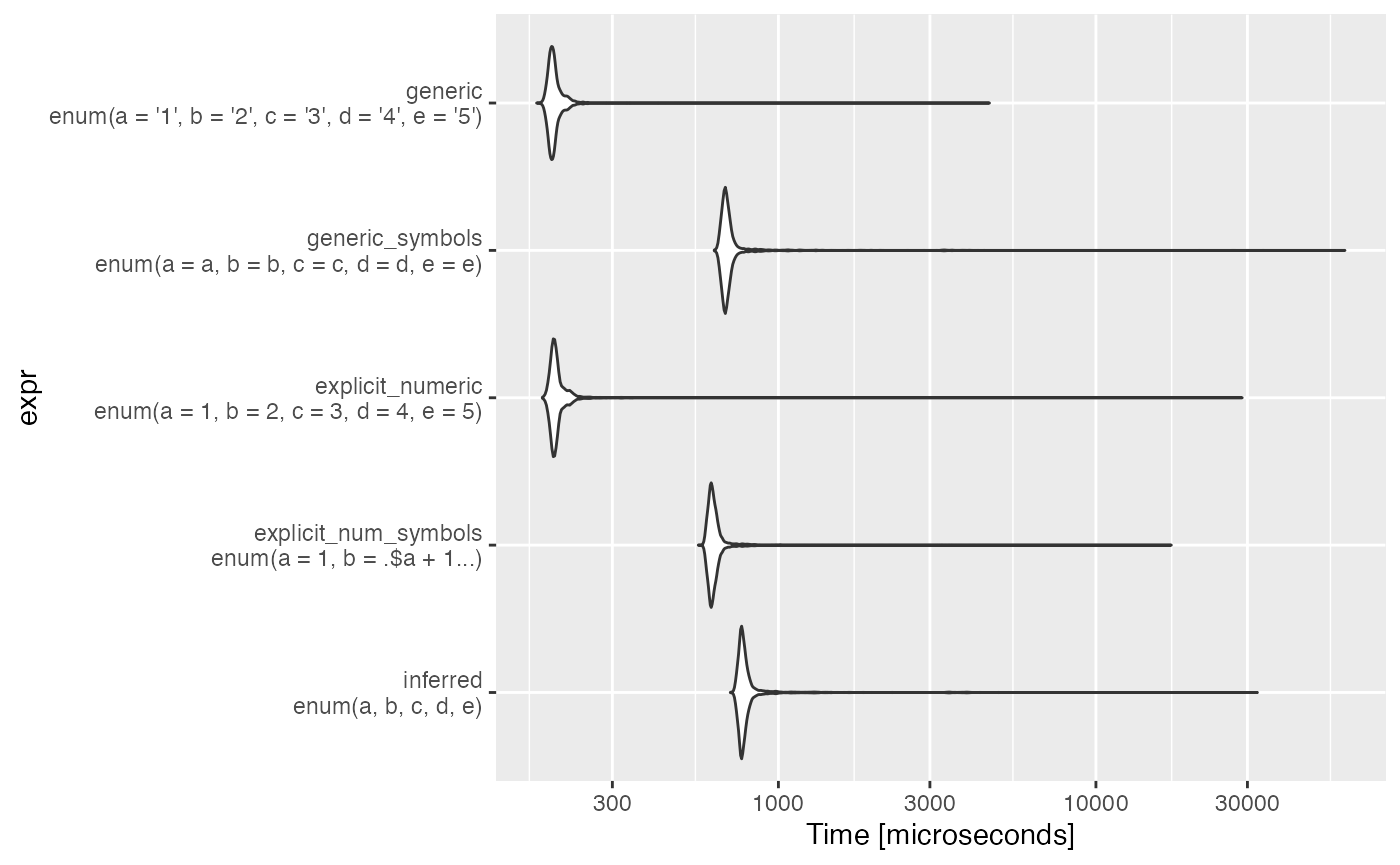 generic
enum(a = '1', b = '2', c = '3', d = '4', e = '5')
generic_symbols
enum(a = a, b = b, c = c, d = d, e = e)
explicit_numeric
enum(a = 1, b = 2, c = 3, d = 4, e = 5)
explicit_num_symbols
enum(a = 1, b = .$a + 1...)
inferred
enum(a, b, c, d, e)
expr
300 1000 3000 10000 30000
Time [microseconds]